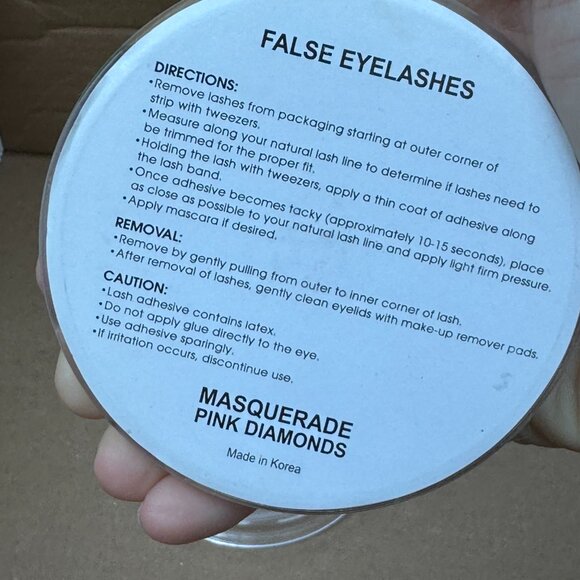 FALSE EYELASHES
DIRECTIONS:
•Remove lashes from packaging starting at outer corner of
strip with tweezers.
•Measure along your natural lash line to determine if lashes need to
be trimmed for the proper fit.
•Holding the lash with tweezers, apply a thin coat of adhesive along
the lash band.
•Once adhesive becomes tacky (approximately 10-15 seconds), place
as close as possible to your natural lash line and apply light firm pressure.
•Apply mascara if desired.
REMOVAL:
•Remove by gently pulling from outer to inner corner of lash.
•After removal of lashes, gently clean eyelids with make-up remover pads.
CAUTION:
•Lash adhesive contains latex.
•Do not apply glue directly to the eye.
•Use adhesive sparingly.
•If irritation occurs, discontinue use.
MASQUERADE
PINK DIAMONDS
Made in Korea